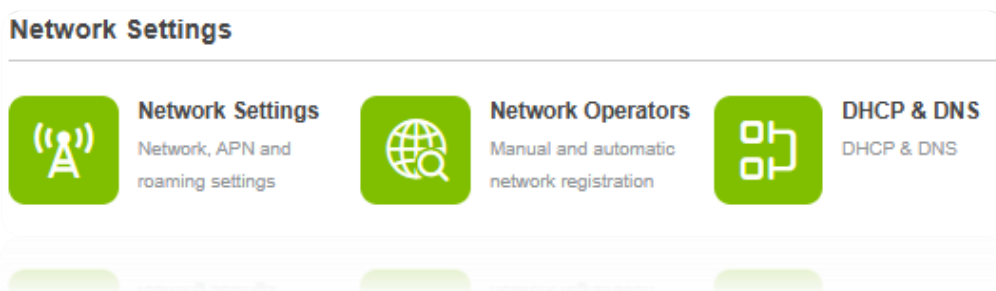 Network Settings
Network Settings
Network, APN and
roaming settings
Network Operators
Manual and automatic
network registration
DHCP & DNS
DHCP & DNS